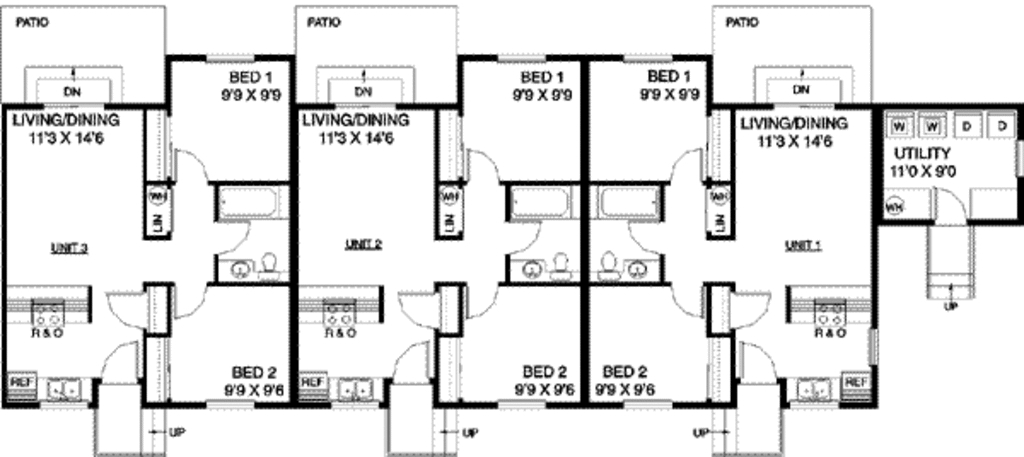 PATIO
DN
LIVING/DINING
11'3 X 14'6
BED 1
9'9 X 9'9
WH
LIN
UNIT 3
R & O
REF
BED 2
9'9 X 9'6
UP
PATIO
DN
LIVING/DINING
11'3 X 14'6
BED 1
9'9 X 9'9
WH
LIN
UNIT 2
R & O
REF
BED 2
9'9 X 9'6
UP
BED 1
9'9 X 9'9
PATIO
DN
LIVING/DINING
11'3 X 14'6
WH
LIN
UNIT 1
R & O
REF
BED 2
9'9 X 9'6
UP
W W D D
UTILITY
11'0 X 9'0
WH
UP